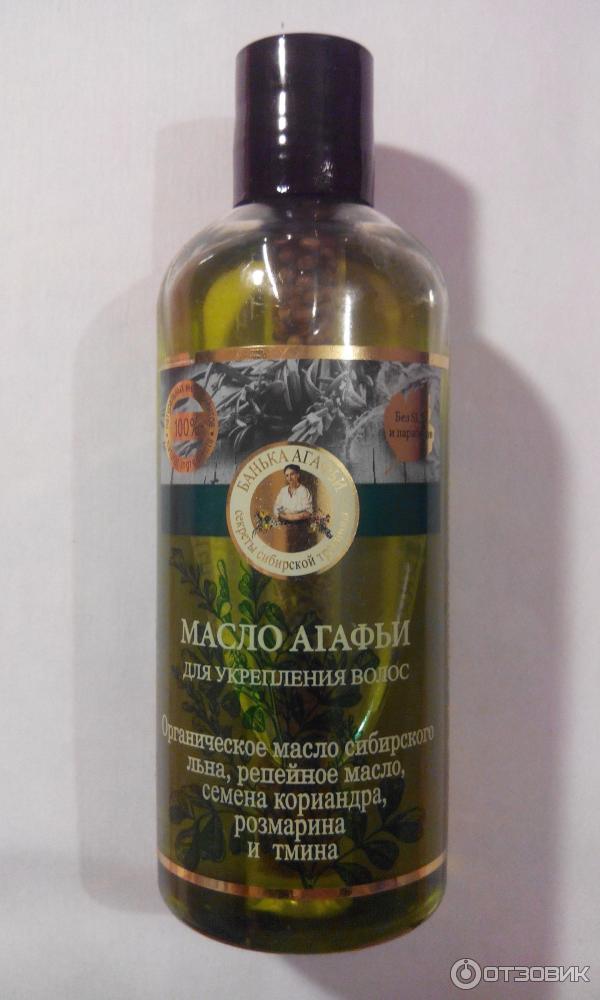 100%
Без SLS
и парабенов
БАНЬКА АГАФЬИ
секреты сибирской травницы
МАСЛО АГАФЬИ
ДЛЯ УКРЕПЛЕНИЯ ВОЛОС
Органическое масло сибирского
льна, репейное масло,
семена кориандра,
розмарина
и тмина
ОТЗОВИК